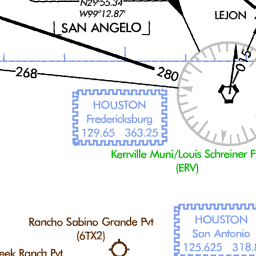 N29°55.34'
W99°12.87'
SAN ANGELO
LEJON
015
268
280
HOUSTON
Fredericksburg
129.65 363.25
Kerrville Muni/Louis Schreiner F
(ERV)
Rancho Sabino Grande Pvt
(6TX2)
HOUSTON
San Antonio
125.625 318.8
eek Ranch Pvt